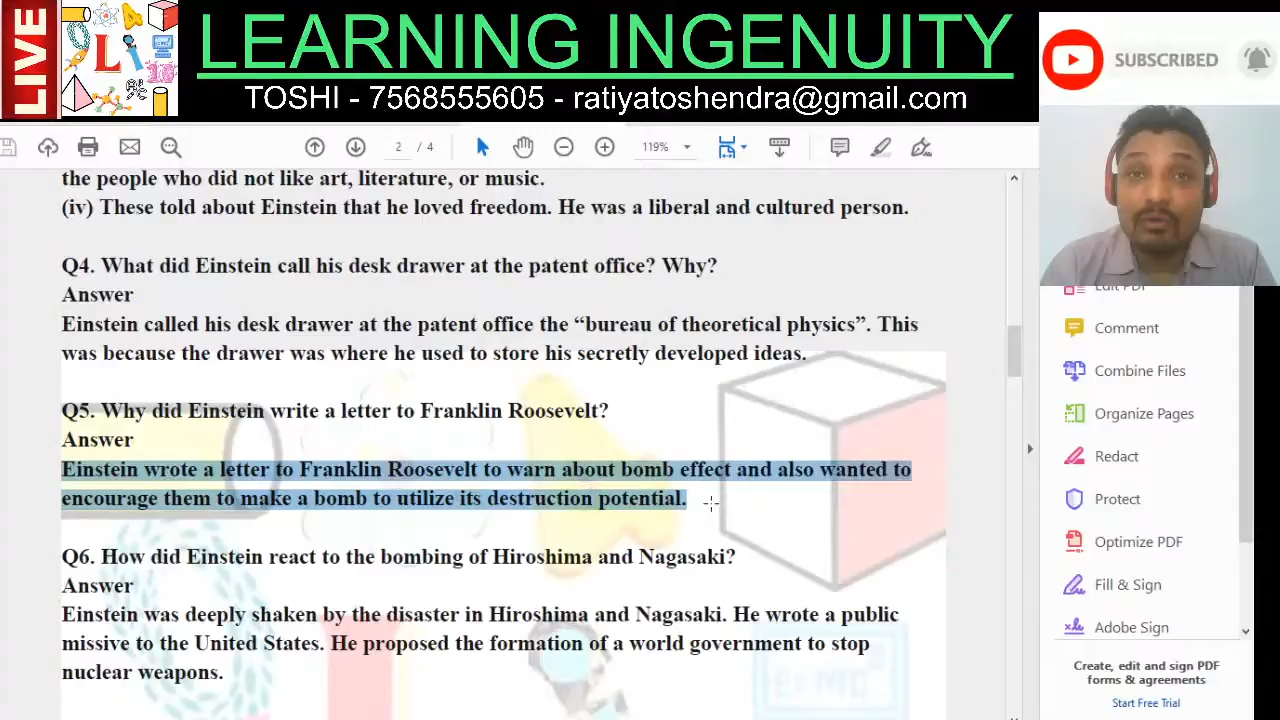 LIVE
LEARNING INGENUITY
TOSHI - 7568555605 - ratiyatoshendra@gmail.com
SUBSCRIBED
2 / 4
119%
the people who did not like art, literature, or music.
(iv) These told about Einstein that he loved freedom. He was a liberal and cultured person.
Q4. What did Einstein call his desk drawer at the patent office? Why?
Answer
Einstein called his desk drawer at the patent office the “bureau of theoretical physics”. This
was because the drawer was where he used to store his secretly developed ideas.
Q5. Why did Einstein write a letter to Franklin Roosevelt?
Answer
Einstein wrote a letter to Franklin Roosevelt to warn about bomb effect and also wanted to
encourage them to make a bomb to utilize its destruction potential.
Q6. How did Einstein react to the bombing of Hiroshima and Nagasaki?
Answer
Einstein was deeply shaken by the disaster in Hiroshima and Nagasaki. He wrote a public
missive to the United States. He proposed the formation of a world government to stop
nuclear weapons.
E=MC
Edit PDF
Comment
Combine Files
Organize Pages
Redact
Protect
Optimize PDF
Fill & Sign
Adobe Sign
Create, edit and sign PDF
forms & agreements
Start Free Trial